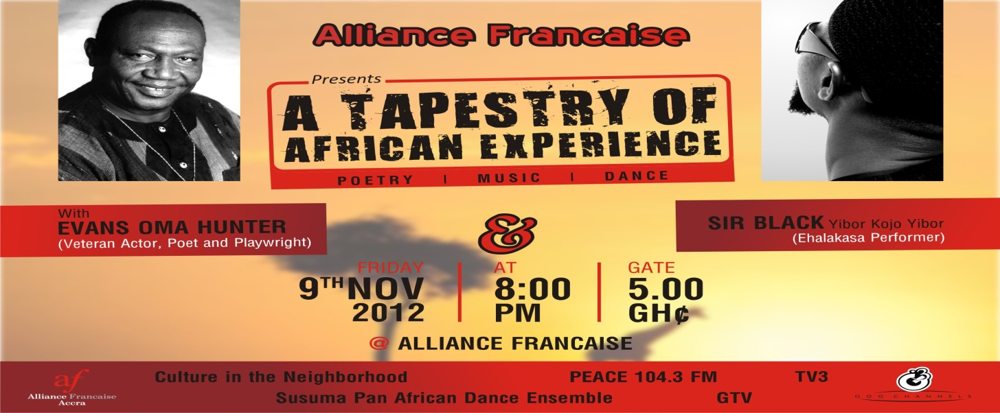 Alliance Francaise
Presents
A TAPESTRY OF
AFRICAN EXPERIENCE
POETRY | MUSIC | DANCE
With
EVANS OMA HUNTER
(Veteran Actor, Poet and Playwright)
&
SIR BLACK Yibor Kojo Yibor
(Ehalakasa Performer)
FRIDAY
9TH NOV
2012
AT
8:00
PM
GATE
5.00
GH¢
@ ALLIANCE FRANCAISE
af
Alliance Francaise
Accra
Culture in the Neighborhood
Susuma Pan African Dance Ensemble
PEACE 104.3 FM
TV3
GTV
OGO CHANNELS